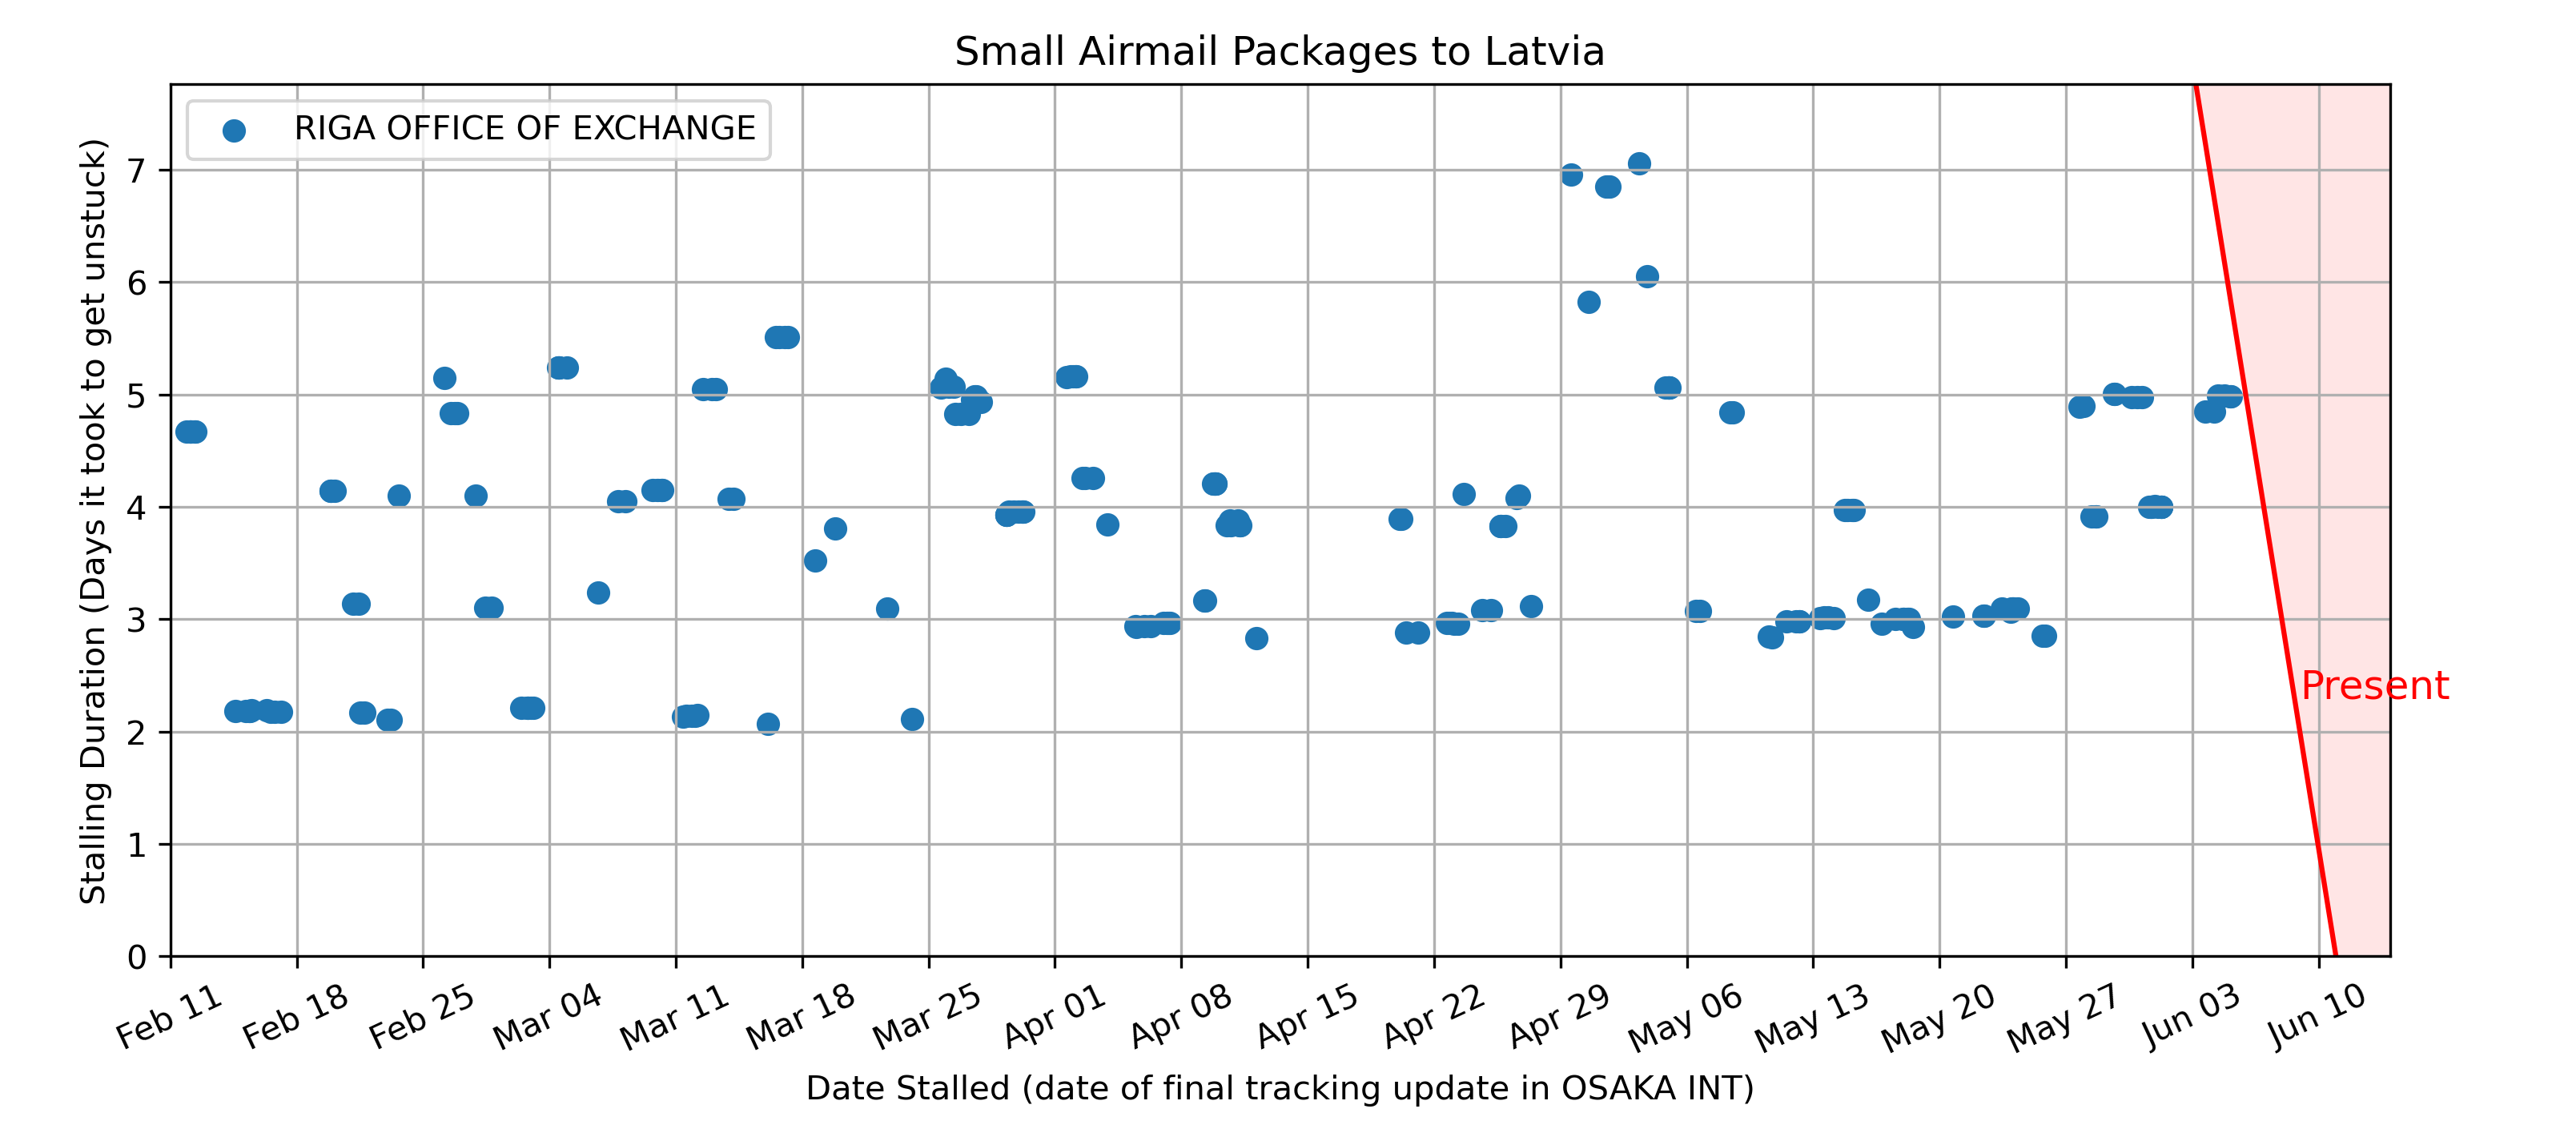 Small Airmail Packages to Latvia
RIGA OFFICE OF EXCHANGE
Stalling Duration (Days it took to get unstuck)
7
6
5
4
3
2
1
0
Present
Feb 11
Feb 18
Feb 25
Mar 04
Mar 11
Mar 18
Mar 25
Apr 01
Apr 08
Apr 15
Apr 22
Apr 29
May 06
May 13
May 20
May 27
Jun 03
Jun 10
Date Stalled (date of final tracking update in OSAKA INT)